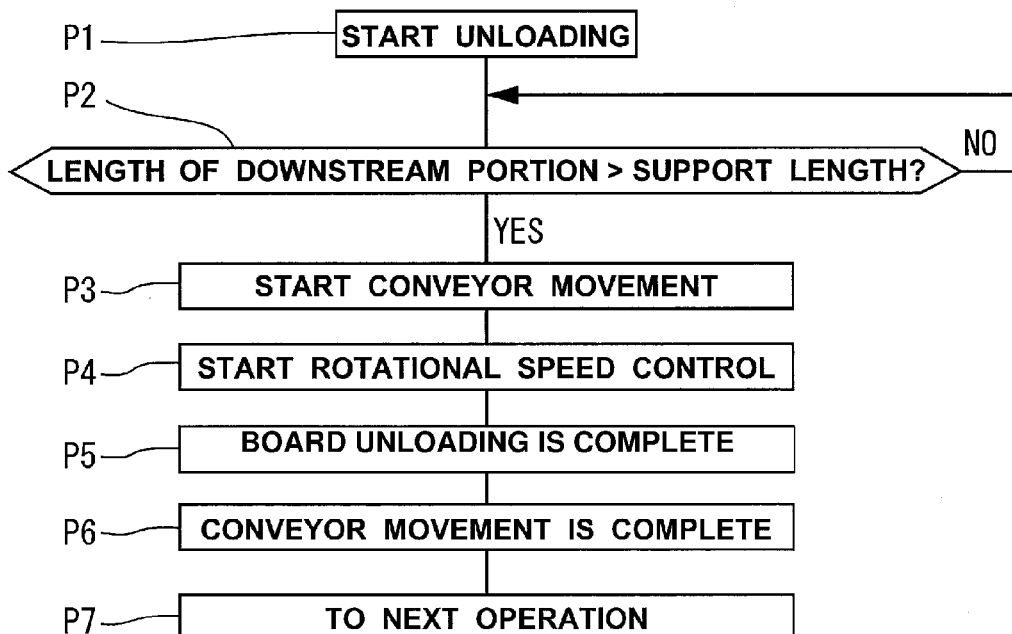 P1 START UNLOADING
P2
LENGTH OF DOWNSTREAM PORTION > SUPPORT LENGTH? NO
YES
P3 START CONVEYOR MOVEMENT
P4 START ROTATIONAL SPEED CONTROL
P5 BOARD UNLOADING IS COMPLETE
P6 CONVEYOR MOVEMENT IS COMPLETE
P7 TO NEXT OPERATION